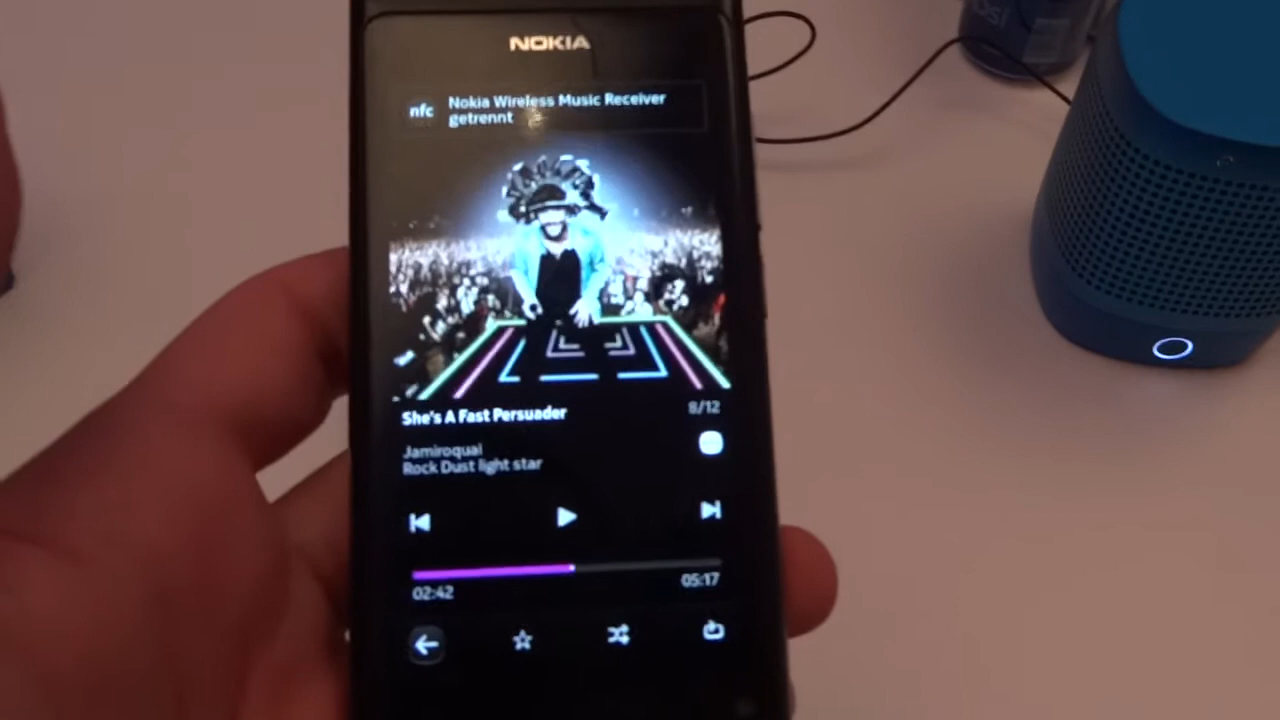 NOKIA
nfc
Nokia Wireless Music Receiver
getrennt
She's A Fast Persuader
8/12
Jamiroquai
Rock Dust light star
02:42
05:17